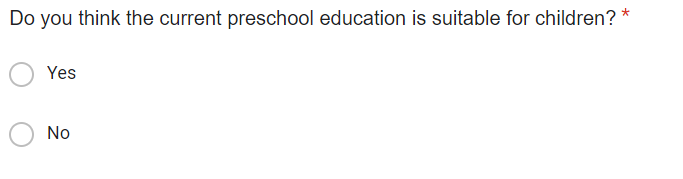 Do you think the current preschool education is suitable for children? *
Yes
No